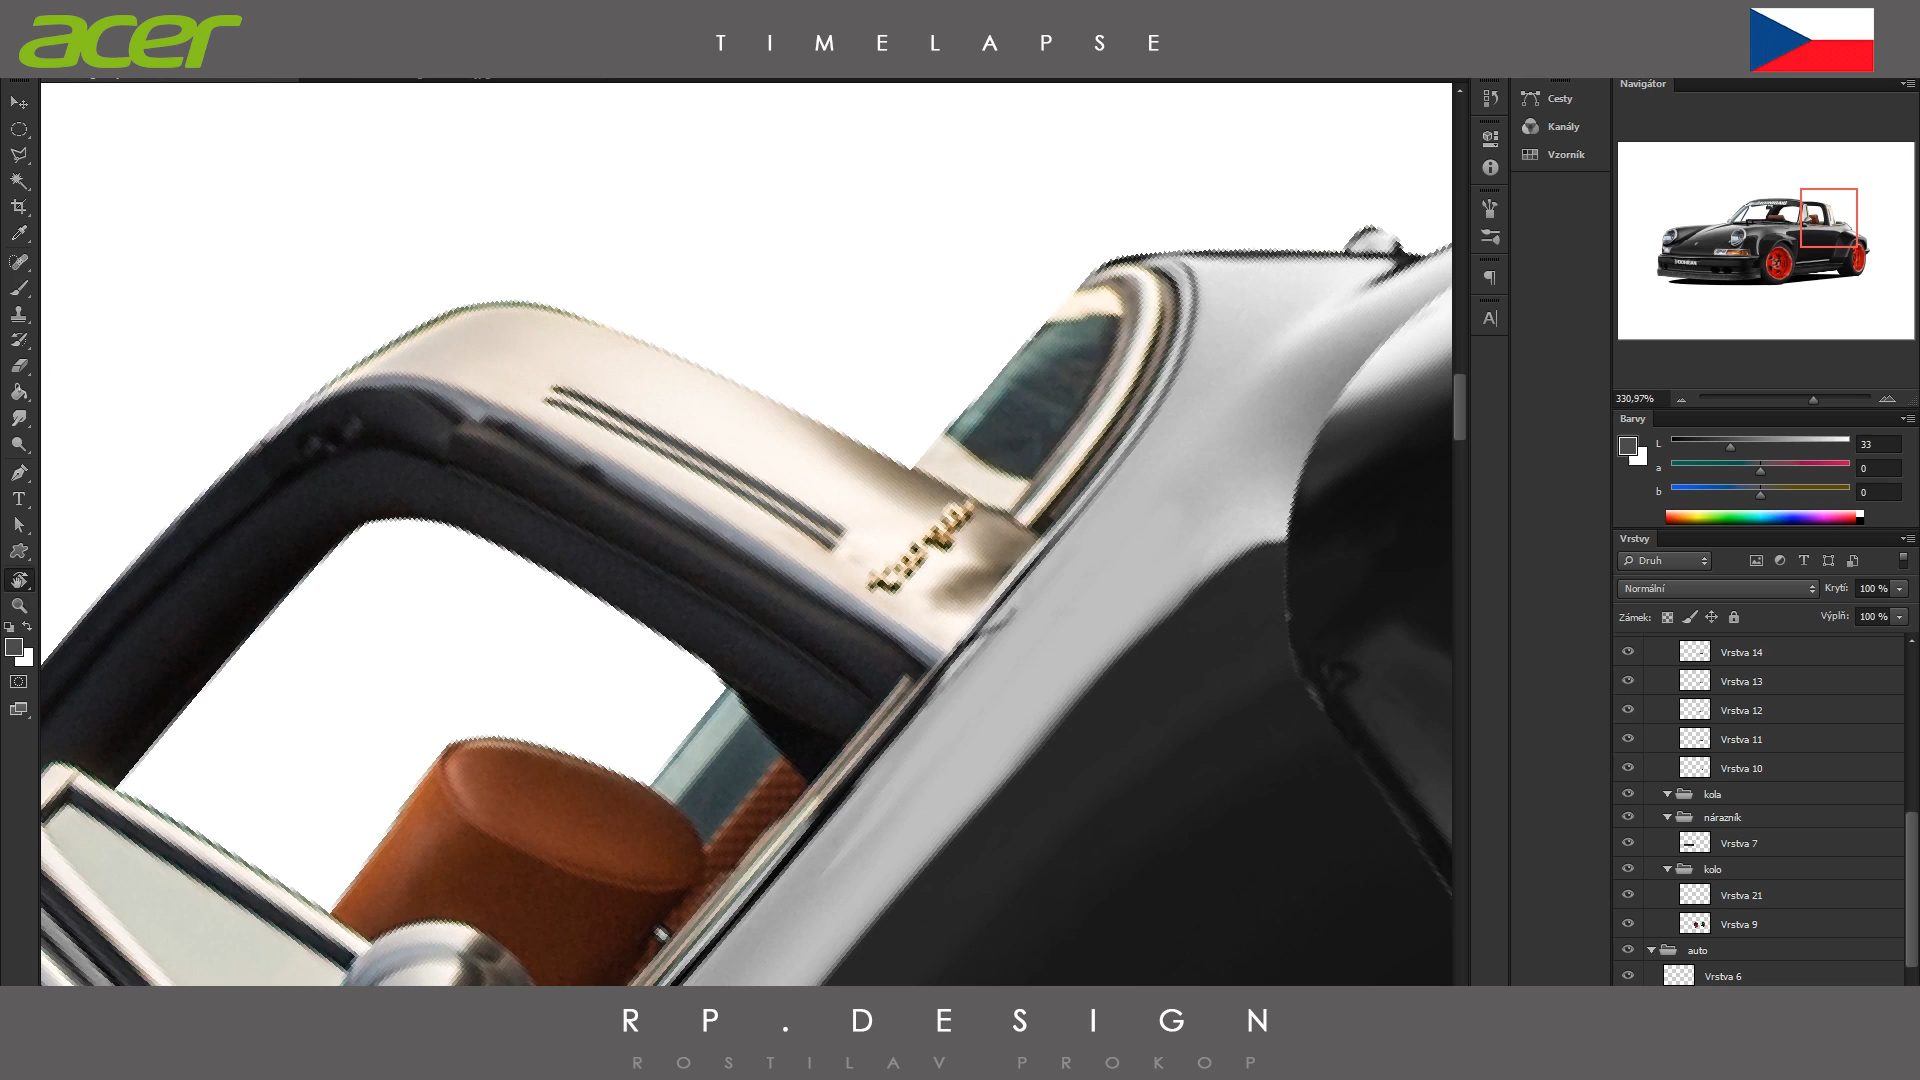 acer
T I M E L A P S E
Navigátor
Cesty
Kanály
Vzorník
330,97%
Barvy
L 33
a 0
b 0
Vrstvy
Druh
Normální Krytí: 100 %
Zámek: Výplň: 100 %
Vrstva 14
Vrstva 13
Vrstva 12
Vrstva 11
Vrstva 10
kola
nárazník
Vrstva 7
kolo
Vrstva 21
Vrstva 9
auto
Vrstva 6
R P . D E S I G N
R O S T I L A V P R O K O P